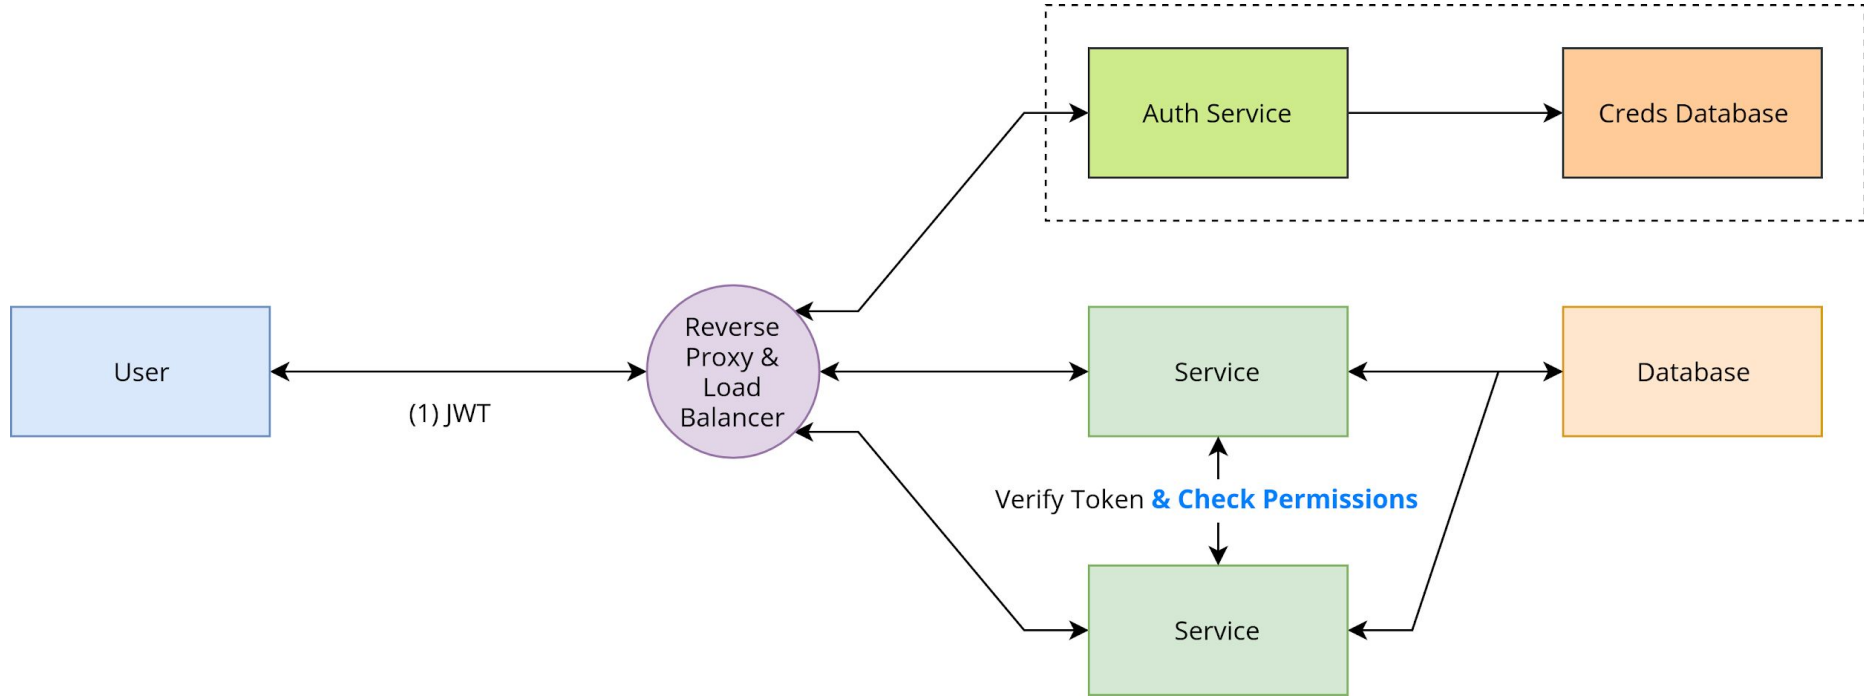 Auth Service
Creds Database
User
(1) JWT
Reverse
Proxy &
Load
Balancer
Service
Database
Verify Token & Check Permissions
Service